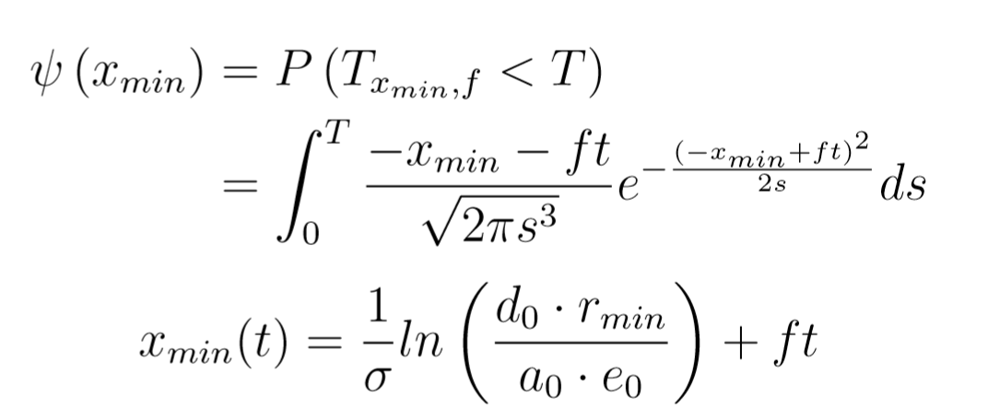 ψ (x_{min}) = P (T_{x_{min},f} < T)
= \int_0^T \frac{-x_{min} - ft}{\sqrt{2πs^3}} e^{-\frac{(-x_{min}+ft)^2}{2s}} ds
x_{min}(t) = \frac{1}{σ} ln \left( \frac{d_0 · r_{min}}{a_0 · e_0} \right) + ft